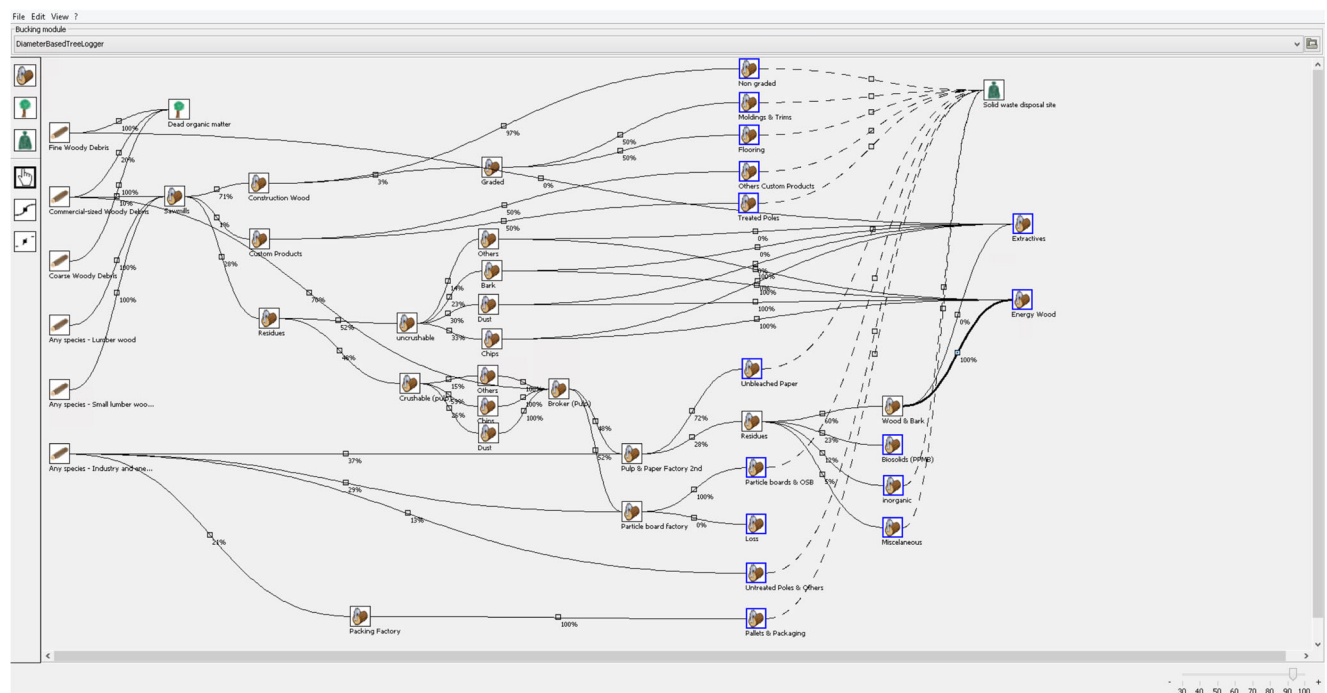 File Edit View ?
Bucking module
DiameterBasedTreeLogger
Non graded
Solid waste disposal site
Dead organic matter
Moldings & Trims
100%
Fine Woody Debris
97%
50%
Flooring
50%
20%
Graded
3%
0%
Others Custom Products
71%
Construction Wood
100%
10%
Commercial-sized Woody Debris
Sawmills
50%
Treated Poles
1%
50%
Extractives
0%
Custom Products
Others
0%
28%
100%
Coarse Woody Debris
Bark
100%
14%
70%
100%
23%
Dust
100%
Energy Wood
100%
30%
52%
100%
0%
Residues
uncrushable
33%
Any species - Lumber wood
Chips
48%
100%
Unbleached Paper
15%
Others
100%
Crushable (pulp)
59%
100%
Broker (Pulp)
Any species - Small lumber woo...
26%
Chips
100%
72%
60%
Wood & Bark
48%
Residues
Dust
28%
23%
52%
12%
Biosolids (PPMB)
37%
Any species - Industry and ene...
Pulp & Paper Factory 2nd
5%
Particle boards & OSB
29%
100%
inorganic
13%
Particle board factory
0%
Loss
21%
Miscelaneous
Untreated Poles & Others
100%
Packing Factory
Pallets & Packaging
- +
30 40 50 60 70 80 90 100